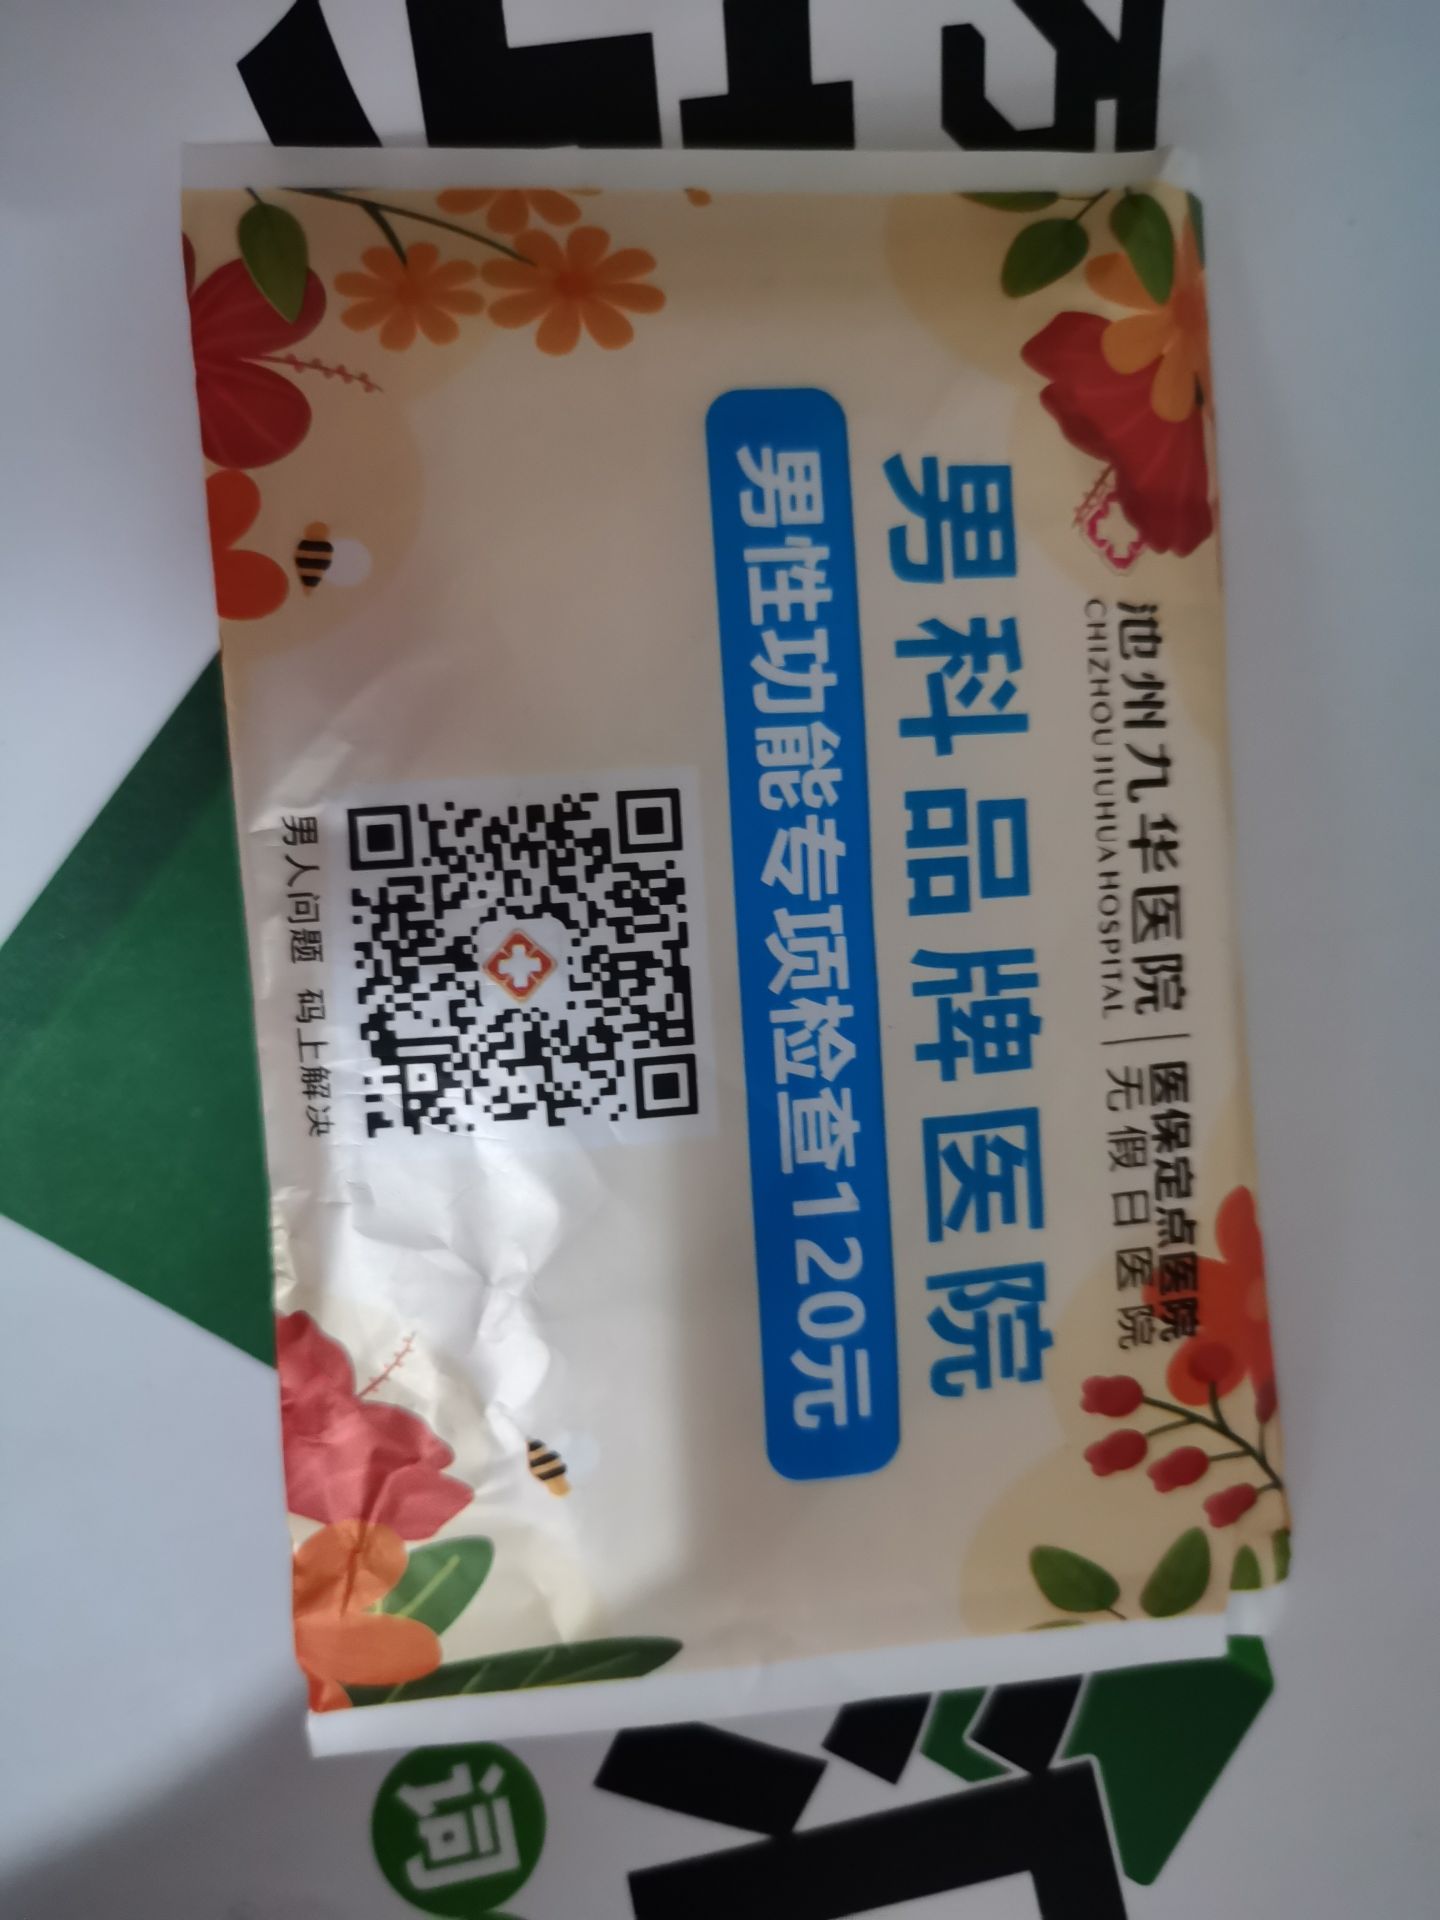 池州九华医院
CHIZHOU JIUHUA HOSPITAL
医保定点医院
无假日医院
男科品牌医院
男性功能专项检查120元
男人问题 码上解决
词